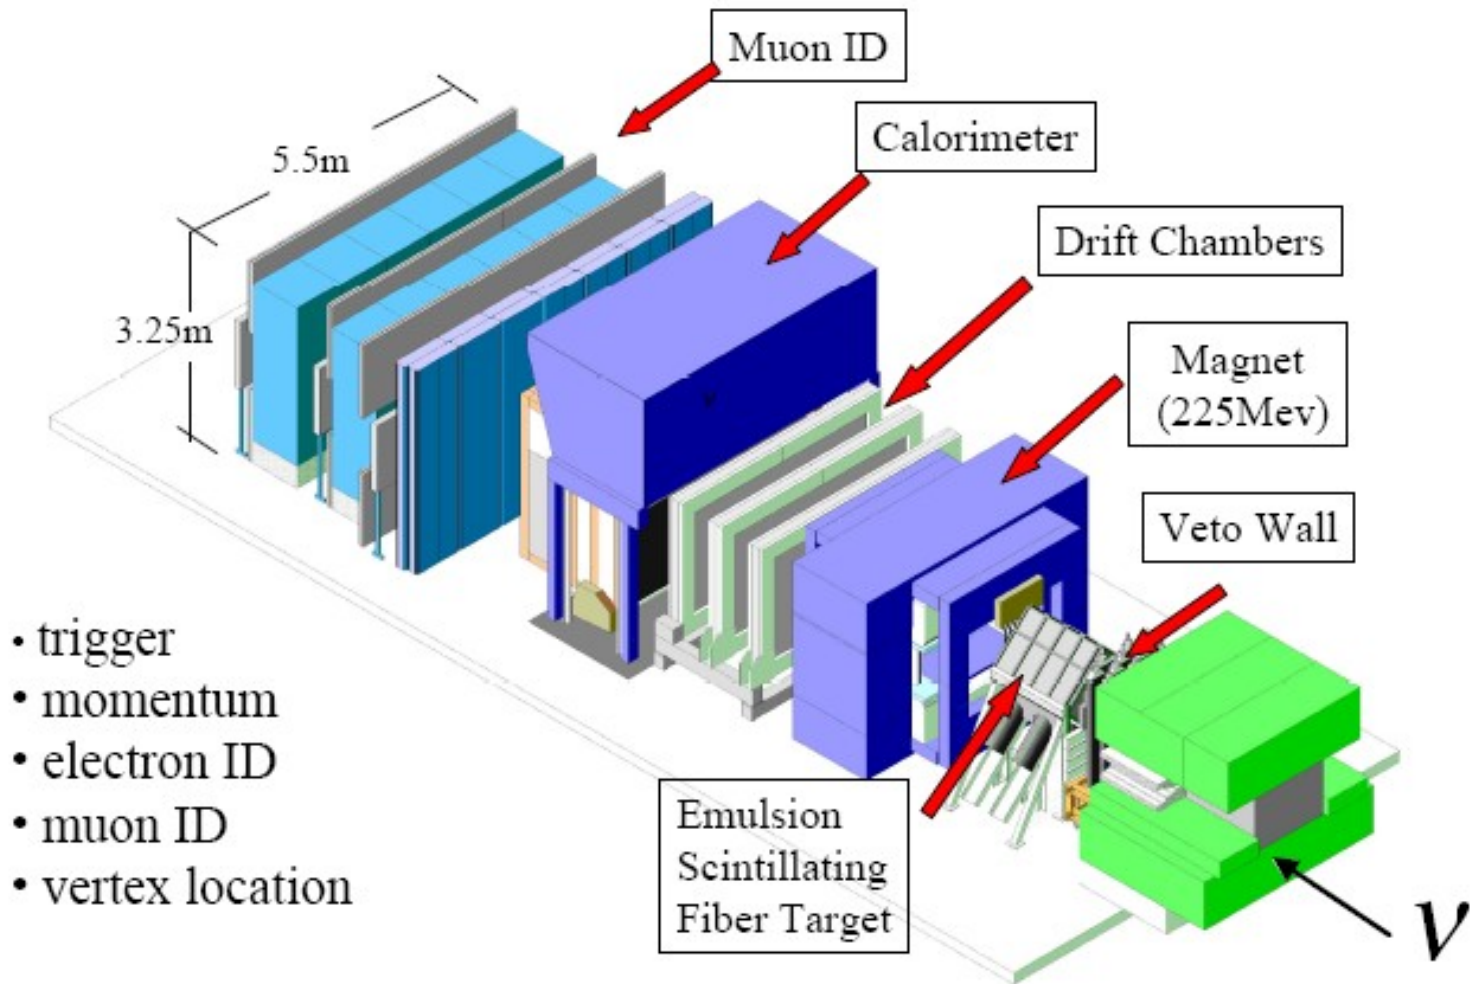 Muon ID
Calorimeter
5.5m
Drift Chambers
3.25m
Magnet
(225Mev)
Veto Wall
• trigger
• momentum
• electron ID
• muon ID
• vertex location
Emulsion
Scintillating
Fiber Target
ν